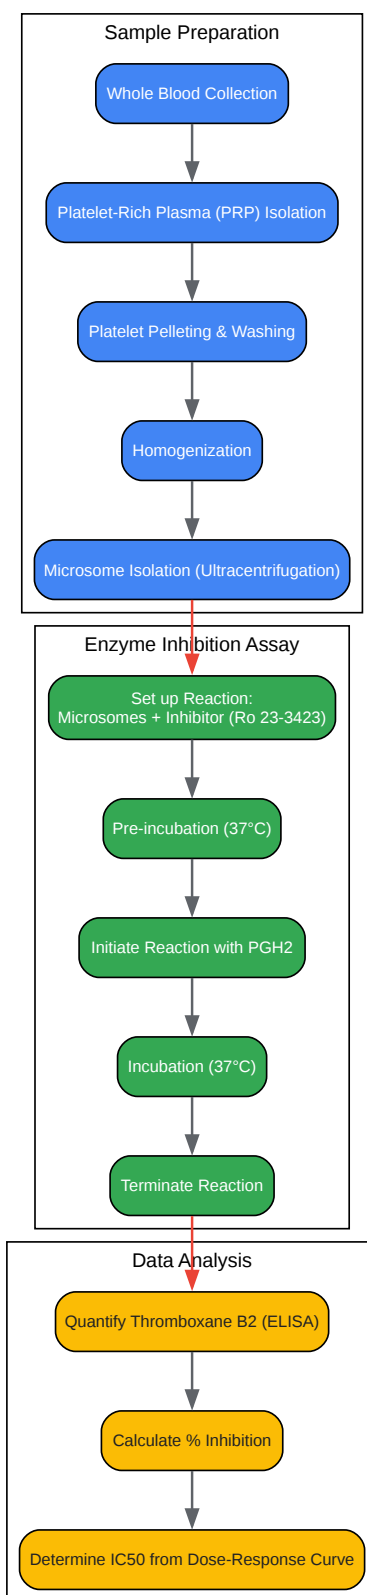 Sample Preparation
Whole Blood Collection
Platelet-Rich Plasma (PRP) Isolation
Platelet Pelleting & Washing
Homogenization
Microsome Isolation (Ultracentrifugation)
Enzyme Inhibition Assay
Set up Reaction:
Microsomes + Inhibitor (Ro 23-3423)
Pre-incubation (37°C)
Initiate Reaction with PGH2
Incubation (37°C)
Terminate Reaction
Data Analysis
Quantify Thromboxane B2 (ELISA)
Calculate % Inhibition
Determine IC50 from Dose-Response Curve